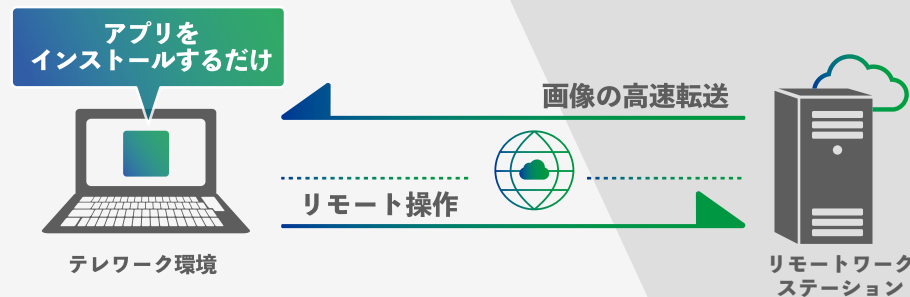 アプリを
インストールするだけ
画像の高速転送
リモート操作
テレワーク環境
リモートワーク
ステーション